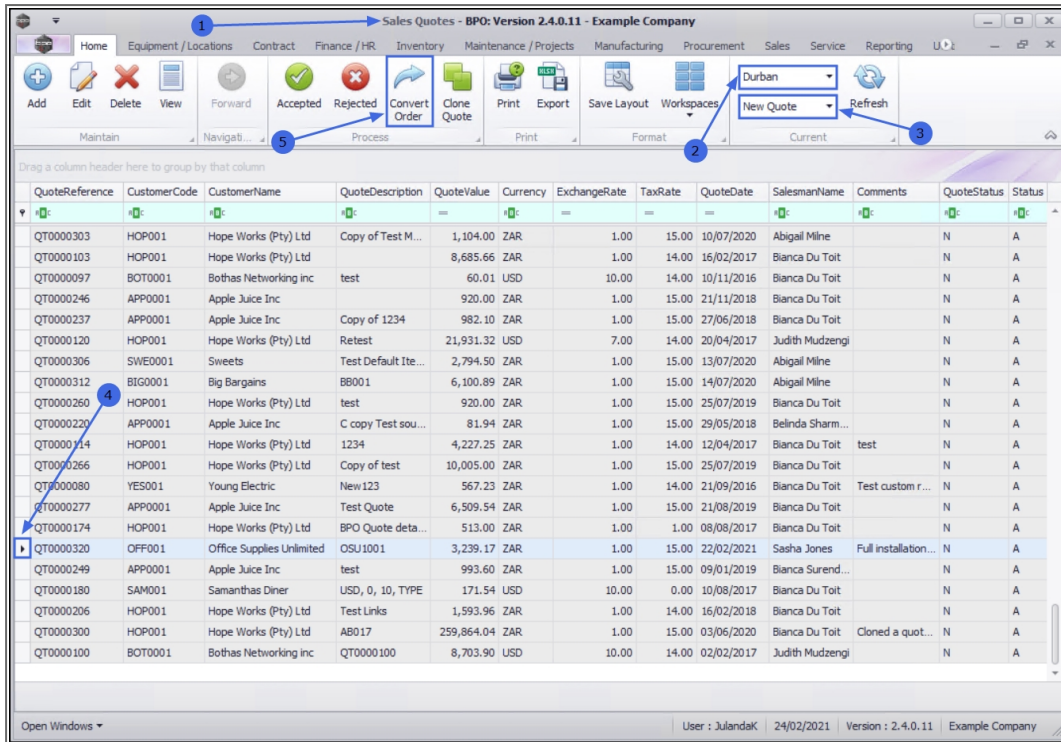 1
Sales Quotes - BPO: Version 2.4.0.11 - Example Company
Home Equipment / Locations Contract Finance / HR Inventory Maintenance / Projects Manufacturing Procurement Sales Service Reporting
Add Edit Delete View Forward Accepted Rejected Convert Order Clone Quote Print Export Save Layout Workspaces Durban New Quote Refresh
5 2 3
Maintain Navigati... Process Print Format Current
Drag a column header here to group by that column
QuoteReference CustomerCode CustomerName QuoteDescription QuoteValue Currency ExchangeRate TaxRate QuoteDate SalesmanName Comments QuoteStatus Status
QT0000303 HOP001 Hope Works (Pty) Ltd Copy of Test M... 1,104.00 ZAR 1.00 15.00 10/07/2020 Abigail Milne N A
QT0000103 HOP001 Hope Works (Pty) Ltd 8,685.66 ZAR 1.00 14.00 16/02/2017 Bianca Du Toit N A
QT0000097 BOT0001 Bothas Networking inc test 60.01 USD 10.00 14.00 10/11/2016 Bianca Du Toit N A
QT0000246 APP0001 Apple Juice Inc 920.00 ZAR 1.00 15.00 21/11/2018 Bianca Du Toit N A
QT0000237 APP0001 Apple Juice Inc Copy of 1234 982.10 ZAR 1.00 15.00 27/06/2018 Bianca Du Toit N A
QT0000120 HOP001 Hope Works (Pty) Ltd Retest 21,931.32 USD 7.00 14.00 20/04/2017 Judith Mudzengi N A
QT0000306 SWE0001 Sweets Test Default Ite... 2,794.50 ZAR 1.00 15.00 13/07/2020 Abigail Milne N A
QT0000312 BIG0001 Big Bargains BB001 6,100.89 ZAR 1.00 15.00 14/07/2020 Abigail Milne N A
4
QT0000260 HOP001 Hope Works (Pty) Ltd test 920.00 ZAR 1.00 15.00 25/07/2019 Bianca Du Toit N A
QT0000220 APP0001 Apple Juice Inc C copy Test sou... 81.94 ZAR 1.00 15.00 29/05/2018 Belinda Sharm... N A
QT0000114 HOP001 Hope Works (Pty) Ltd 1234 4,227.25 ZAR 1.00 14.00 12/04/2017 Bianca Du Toit test N A
QT0000266 HOP001 Hope Works (Pty) Ltd Copy of test 10,005.00 ZAR 1.00 15.00 25/07/2019 Bianca Du Toit N A
QT0000080 YES001 Young Electric New123 567.23 ZAR 1.00 14.00 21/09/2016 Bianca Du Toit Test custom r... N A
QT0000277 APP0001 Apple Juice Inc Test Quote 6,509.54 ZAR 1.00 15.00 21/08/2019 Bianca Du Toit N A
QT0000174 HOP001 Hope Works (Pty) Ltd BPO Quote deta... 513.00 ZAR 1.00 1.00 08/08/2017 Bianca Du Toit N A
QT0000320 OFF001 Office Supplies Unlimited OSU1001 3,239.17 ZAR 1.00 15.00 22/02/2021 Sasha Jones Full installation... N A
QT0000249 APP0001 Apple Juice Inc test 993.60 ZAR 1.00 15.00 09/01/2019 Bianca Surend... N A
QT0000180 SAM001 Samanthas Diner USD, 0, 10, TYPE 171.54 USD 10.00 0.00 10/08/2017 Bianca Du Toit N A
QT0000206 HOP001 Hope Works (Pty) Ltd Test Links 1,593.96 ZAR 1.00 14.00 16/02/2018 Bianca Du Toit N A
QT0000300 HOP001 Hope Works (Pty) Ltd AB017 259,864.04 ZAR 1.00 15.00 03/06/2020 Bianca Du Toit Cloned a quot... N A
QT0000100 BOT0001 Bothas Networking inc QT0000100 8,703.90 USD 10.00 14.00 02/02/2017 Judith Mudzengi N A
Open Windows User : JulandaK 24/02/2021 Version : 2.4.0.11 Example Company